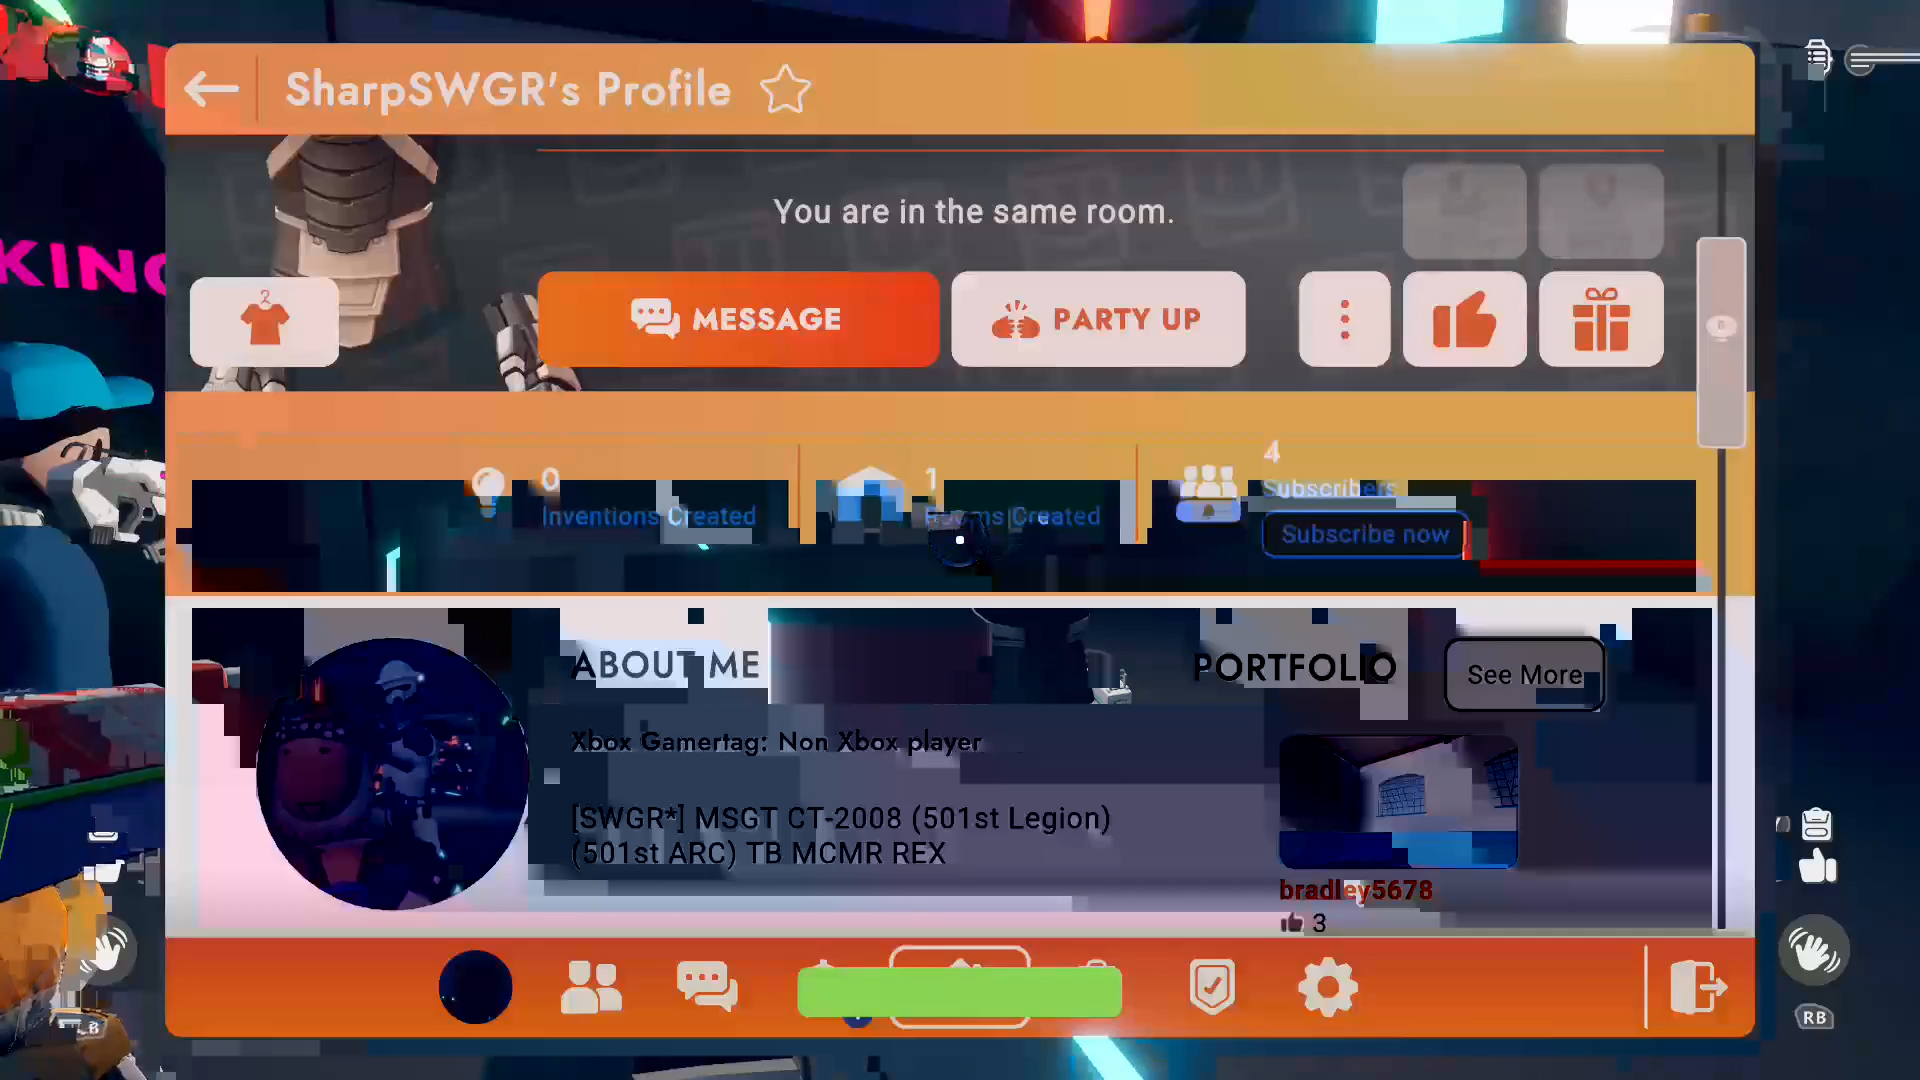 SharpSWGR's Profile
KING
You are in the same room.
MESSAGE
PARTY UP
0
Inventions Created
1
Rooms Created
4
Subscribers
Subscribe now
ABOUT ME
PORTFOLIO
See More
Xbox Gamertag: Non Xbox player
[SWGR*] MSGT CT-2008 (501st Legion)
(501st ARC) TB MCMR REX
bradley5678
3
B
RB